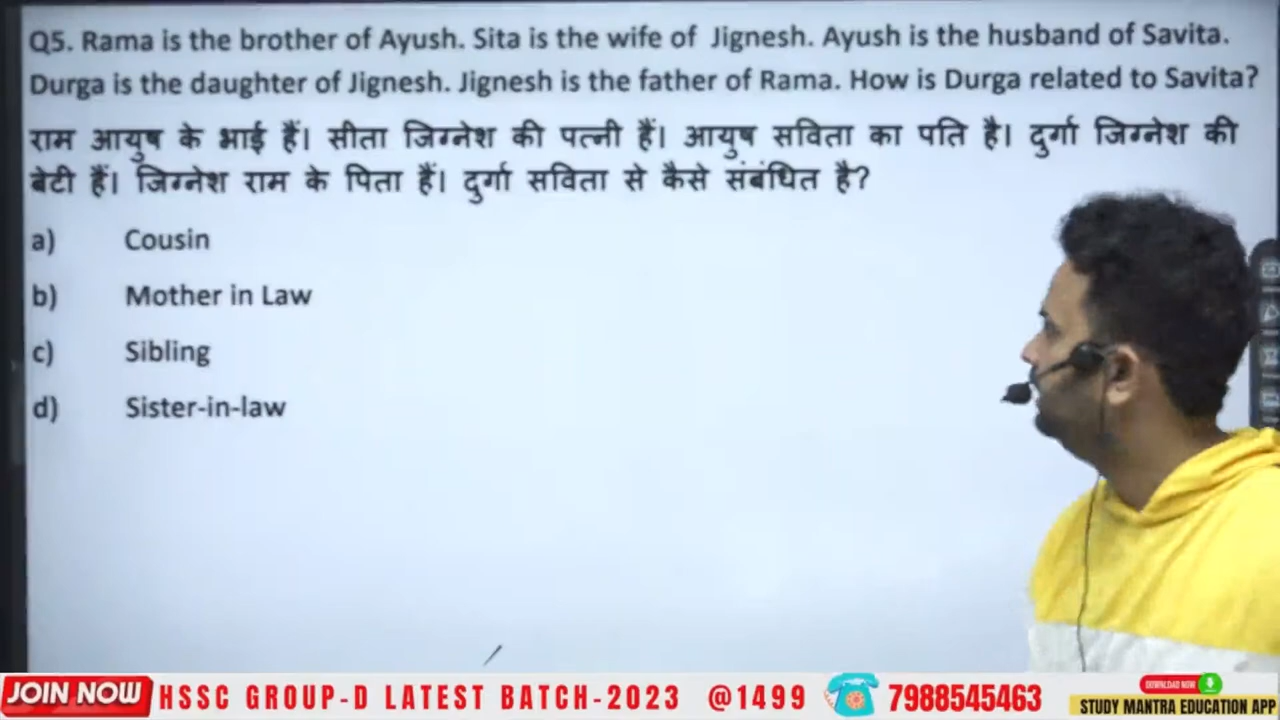 Q5. Rama is the brother of Ayush. Sita is the wife of Jignesh. Ayush is the husband of Savita.
Durga is the daughter of Jignesh. Jignesh is the father of Rama. How is Durga related to Savita?
राम आयुष के भाई हैं। सीता जिग्नेश की पत्नी हैं। आयुष सविता का पति है। दुर्गा जिग्नेश की
बेटी हैं। जिग्नेश राम के पिता हैं। दुर्गा सविता से कैसे संबंधित है?
a) Cousin
b) Mother in Law
c) Sibling
d) Sister-in-law
JOIN NOW HSSC GROUP-D LATEST BATCH-2023 @1499 7988545463
DOWNLOAD NOW
STUDY MANTRA EDUCATION APP